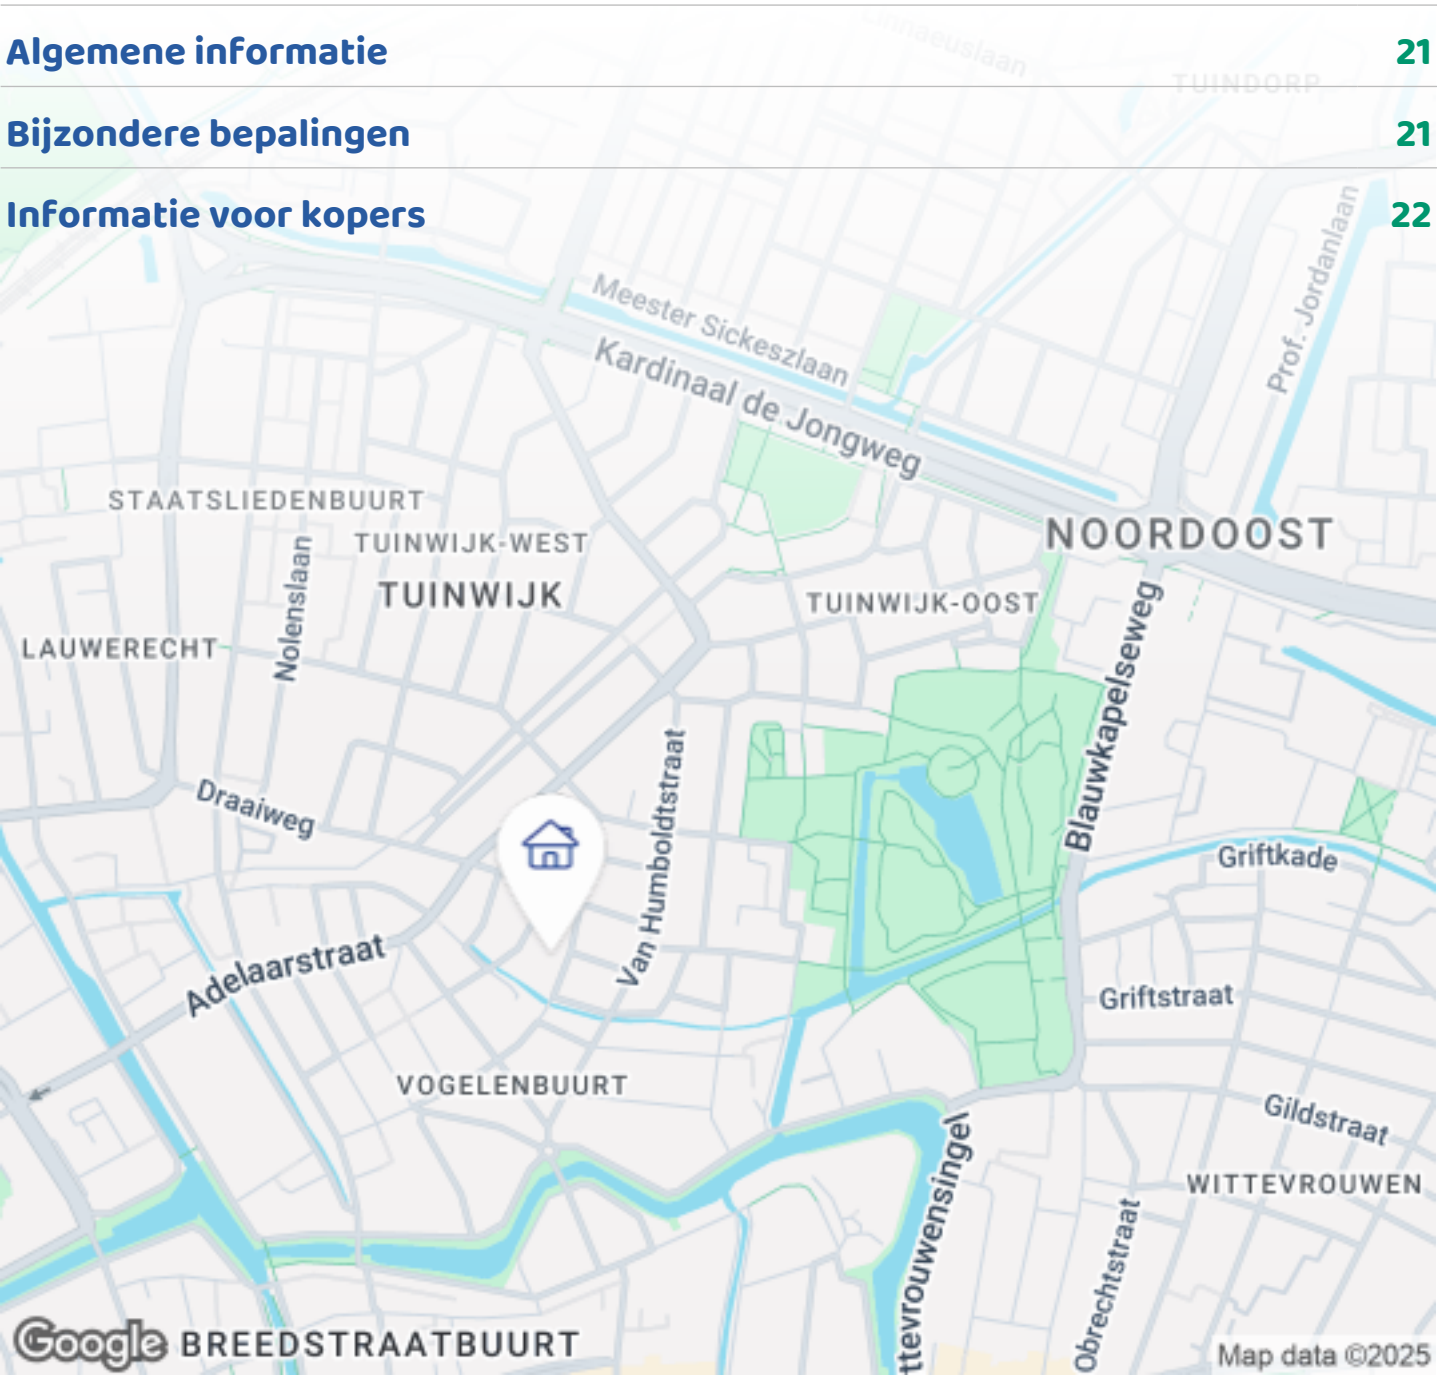 Linnaeuslaan
Algemene informatie 21
TUINDORP
Bijzondere bepalingen 21
Informatie voor kopers 22
Prof. Jordanlaan
Meester Sickeszlaan
Kardinaal de Jongweg
STAATSLIEDENBUURT
NOORDOOST
TUINWIJK-WEST
TUINWIJK
TUINWIJK-OOST
Nolenslaan
LAUWERECHT
Blauwkapelseweg
Van Humboldtstraat
Draaiweg
Griftkade
Adelaarstraat
Griftstraat
VOGELENBUURT
Gildstraat
WITTEVROUWEN
ttevrouwensingel
Obrechtstraat
Google
BREEDSTRAATBUURT
Map data ©2025